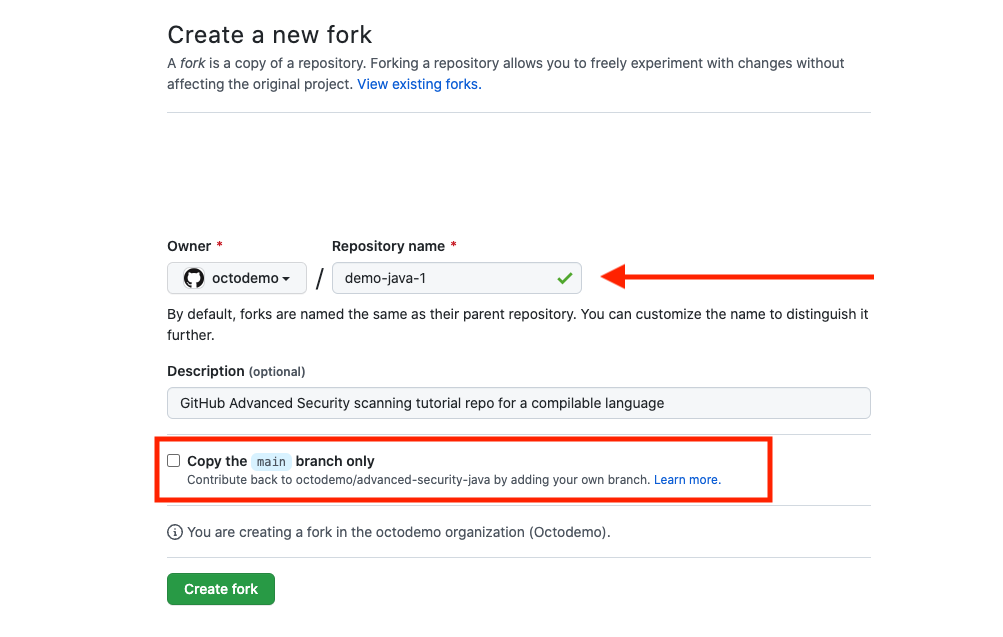 Create a new fork
A fork is a copy of a repository. Forking a repository allows you to freely experiment with changes without
affecting the original project. View existing forks.
Owner * Repository name *
octodemo / demo-java-1
By default, forks are named the same as their parent repository. You can customize the name to distinguish it
further.
Description (optional)
GitHub Advanced Security scanning tutorial repo for a compilable language
Copy the main branch only
Contribute back to octodemo/advanced-security-java by adding your own branch. Learn more.
You are creating a fork in the octodemo organization (Octodemo).
Create fork